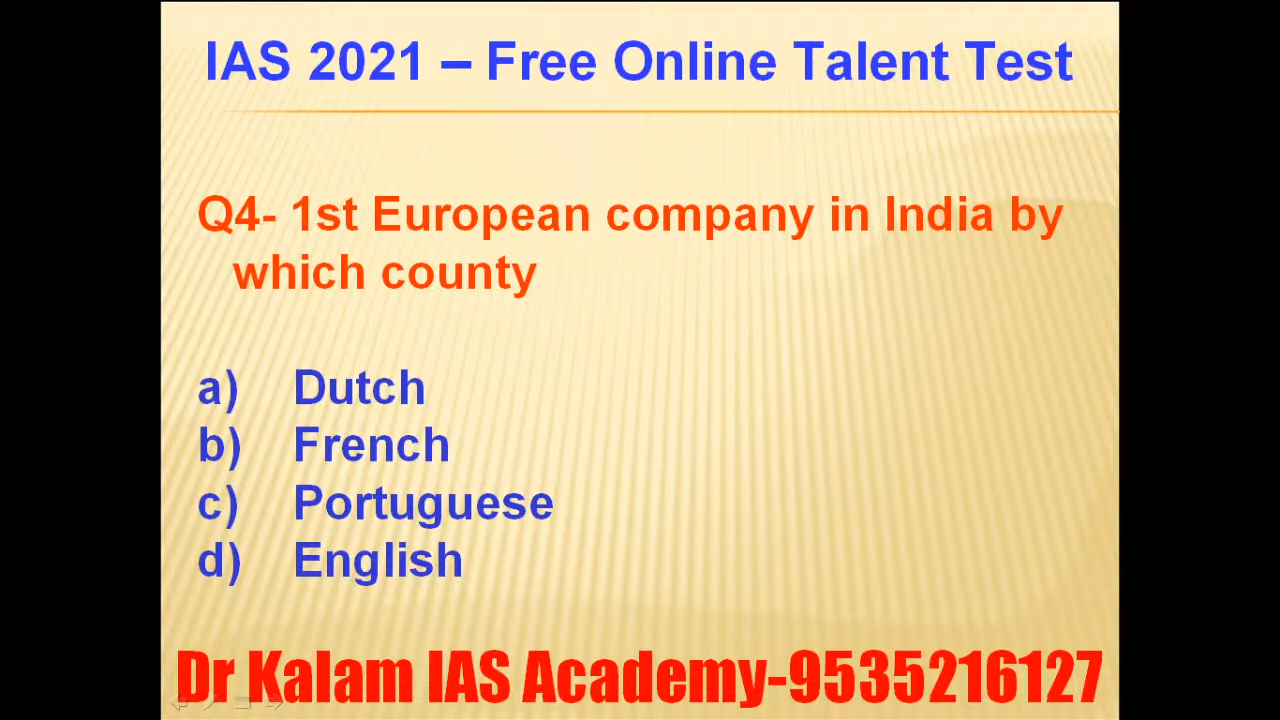 IAS 2021 – Free Online Talent Test
Q4- 1st European company in India by
which county
a) Dutch
b) French
c) Portuguese
d) English
Dr Kalam IAS Academy-9535216127